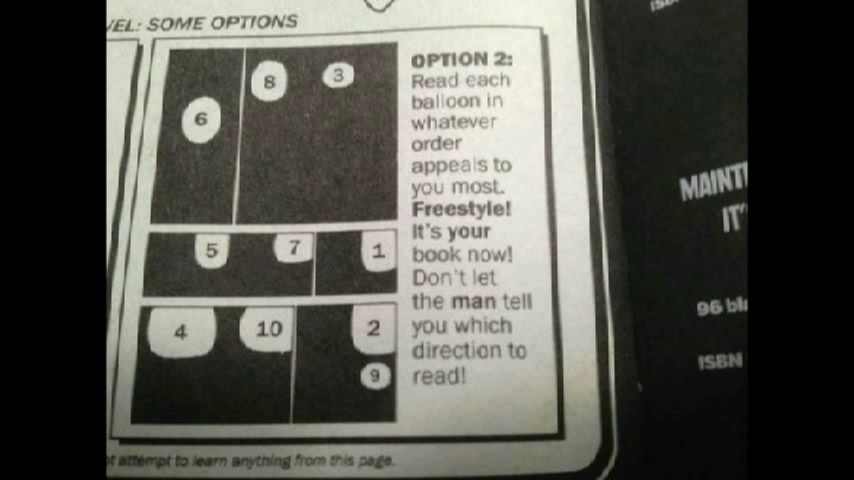 VEL: SOME OPTIONS
OPTION 2:
Read each
balloon in
whatever
order
appeals to
you most.
Freestyle!
It's your
book now!
Don't let
the man tell
you which
direction to
read!
8 3
6
5 7 1
4 10 2
9
attempt to learn anything from this page.
MAINT
IT'
96 bla
ISBN